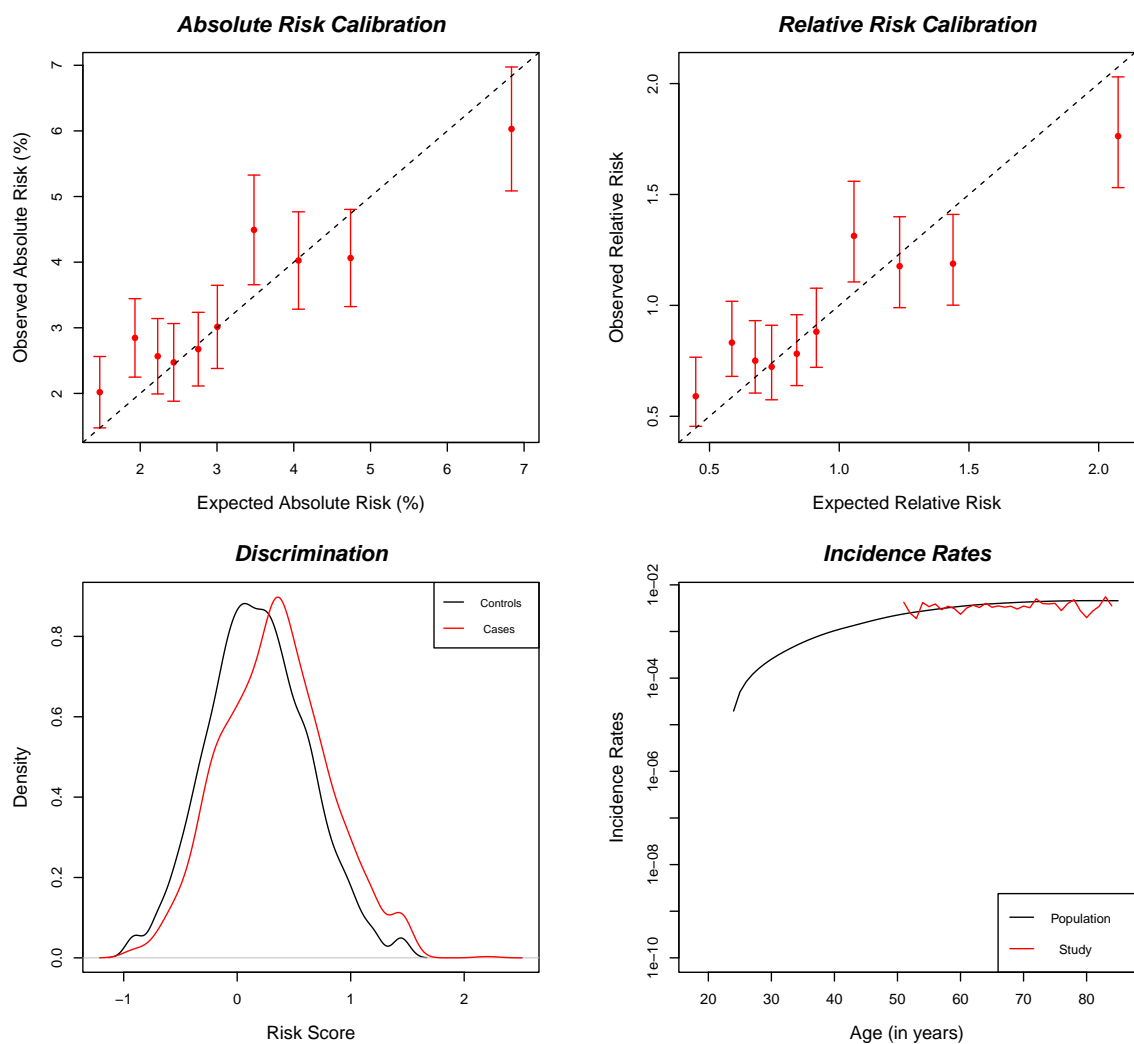 Absolute Risk Calibration
Observed Absolute Risk (%)
7
6
5
4
3
2
2 3 4 5 6 7
Expected Absolute Risk (%)
Relative Risk Calibration
Observed Relative Risk
2.0
1.5
1.0
0.5
0.5 1.0 1.5 2.0
Expected Relative Risk
Discrimination
Density
0.8
0.6
0.4
0.2
0.0
Controls
Cases
−1 0 1 2
Risk Score
Incidence Rates
Incidence Rates
1e−02
1e−04
1e−06
1e−08
1e−10
Population
Study
20 30 40 50 60 70 80
Age (in years)